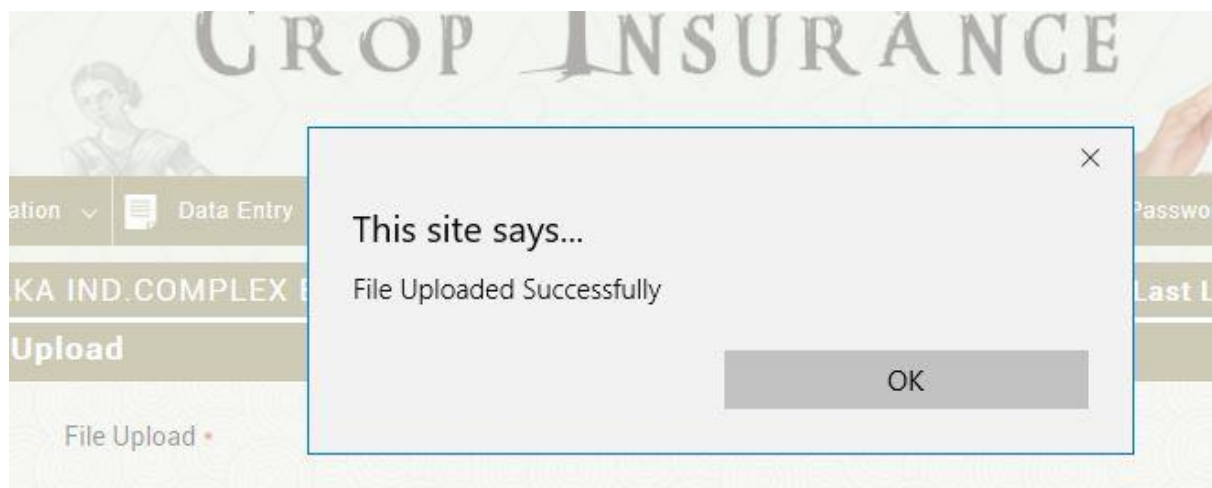 CROP INSURANCE
ation Data Entry Passwo
This site says...
KA IND.COMPLEX File Uploaded Successfully Last L
Upload
OK
File Upload *